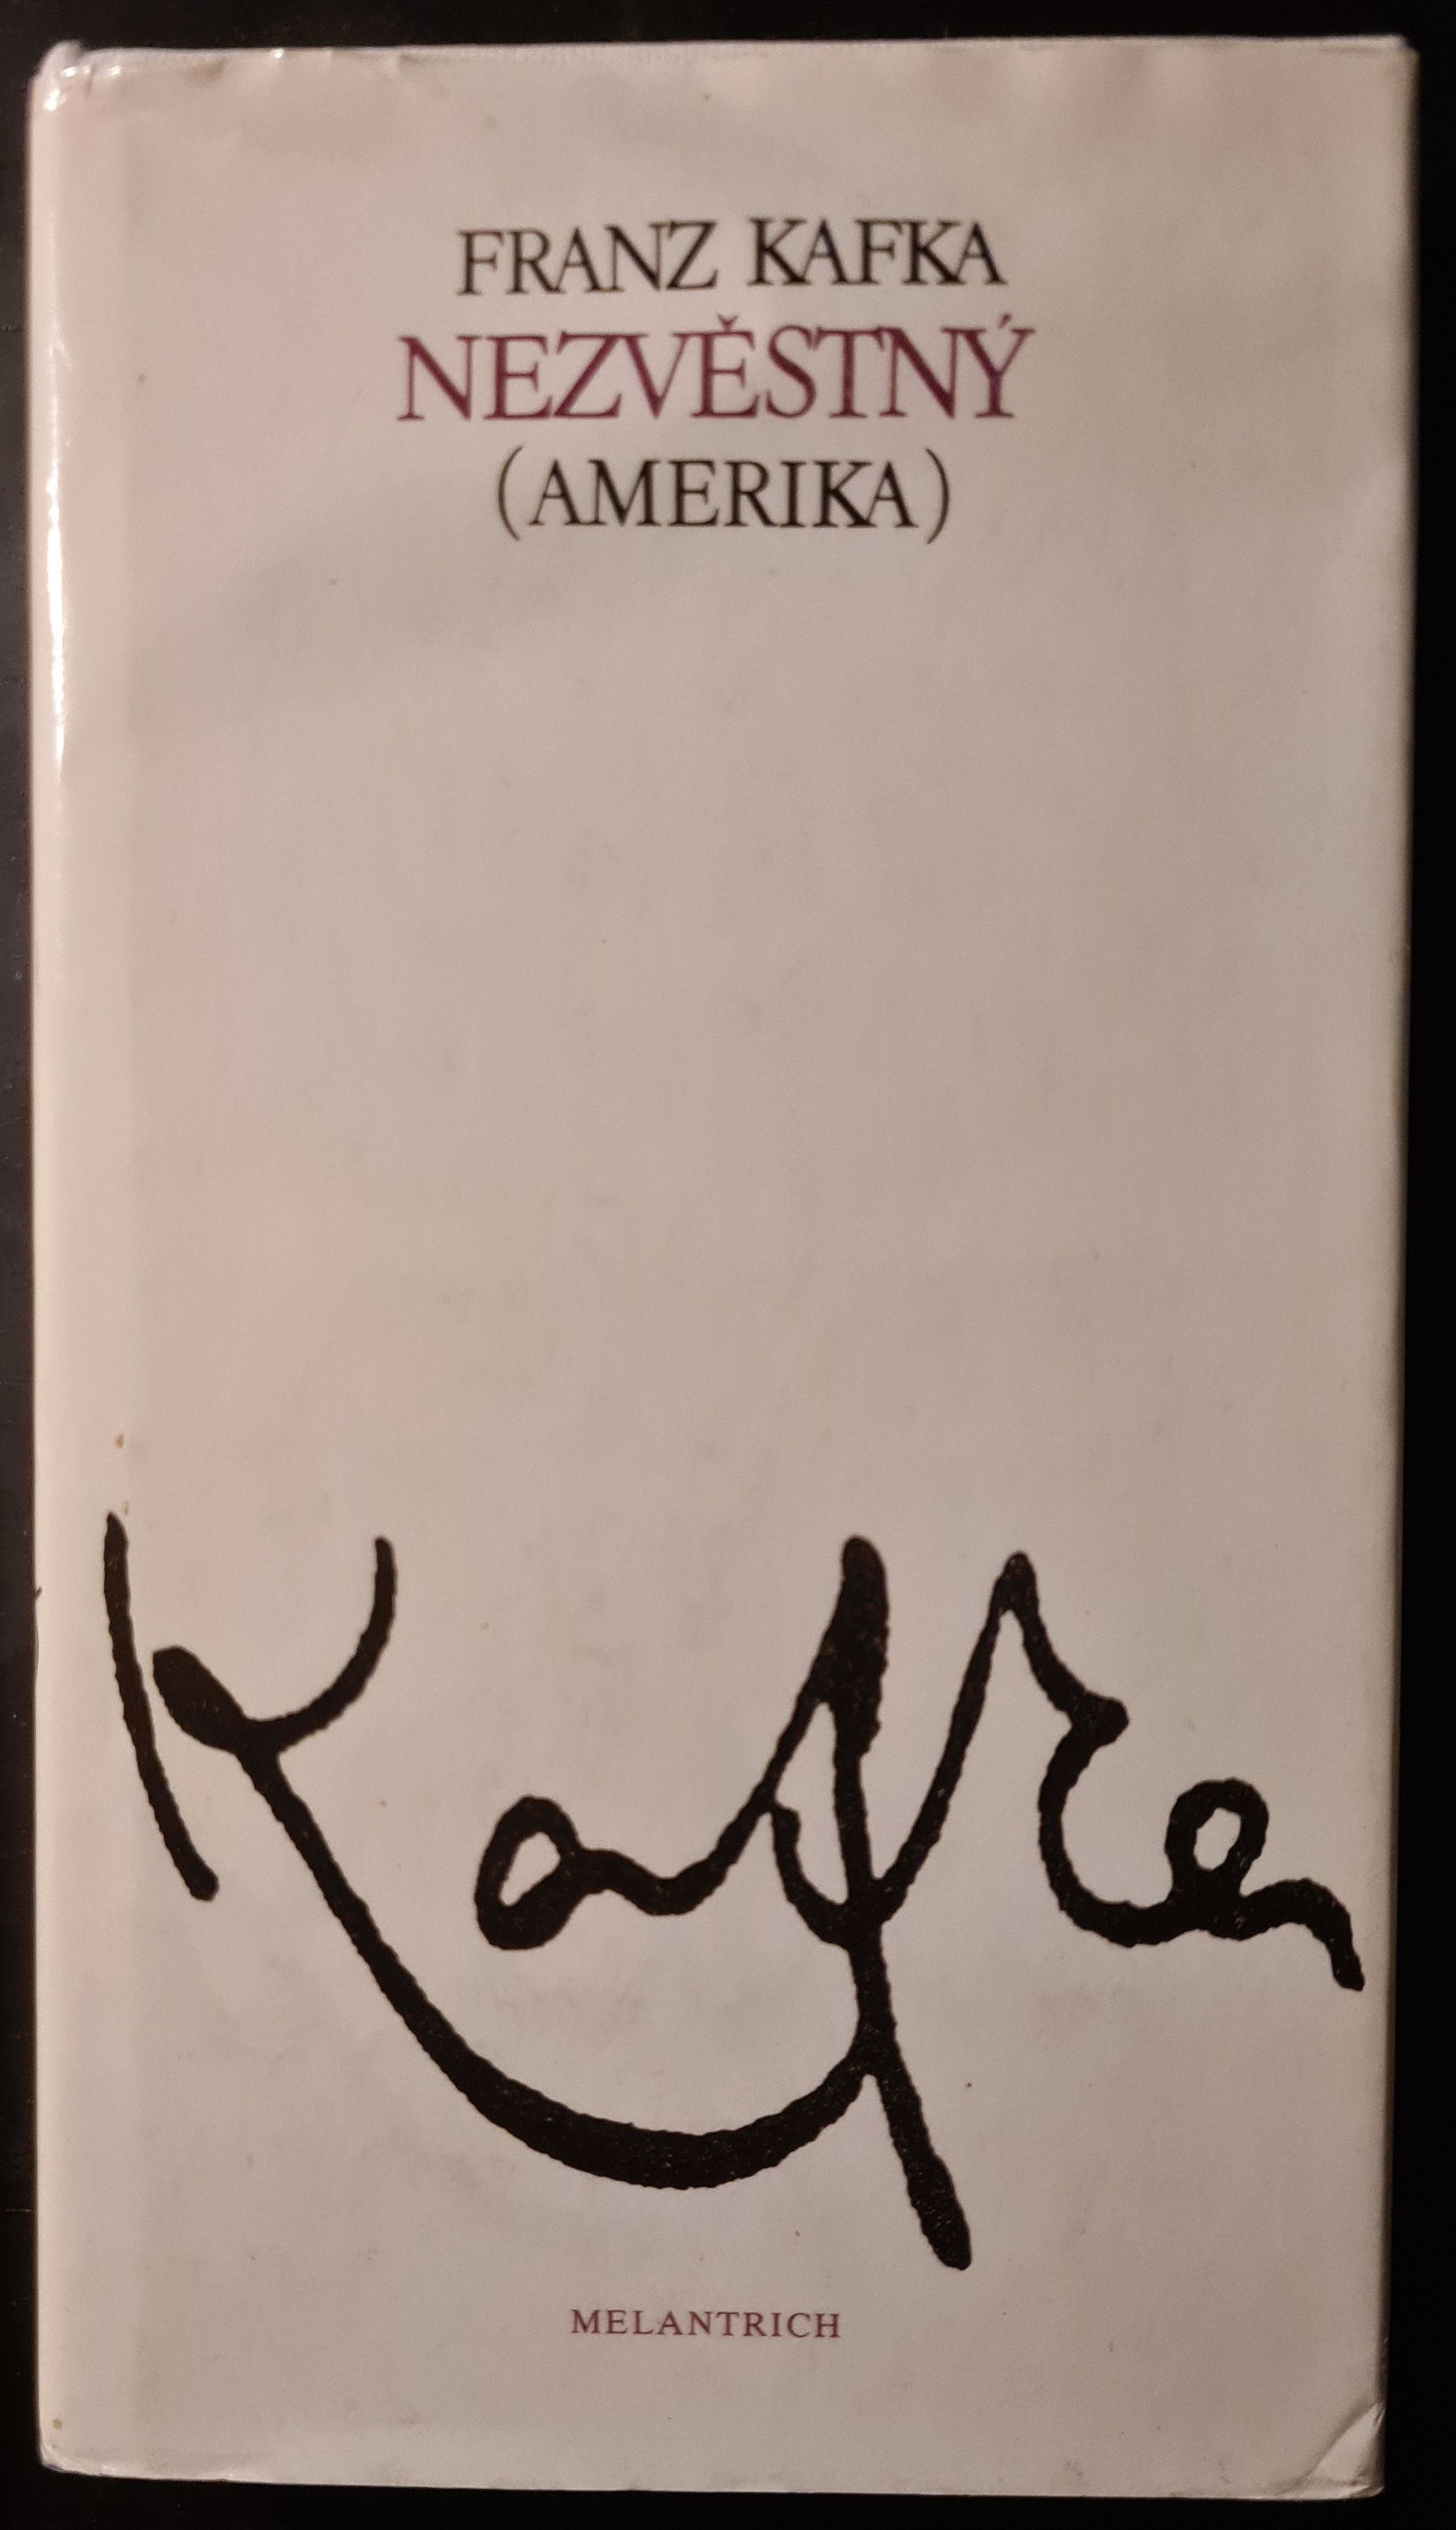 FRANZ KAFKA
NEZVĚSTNÝ
(AMERIKA)
Kafka
MELANTRICH